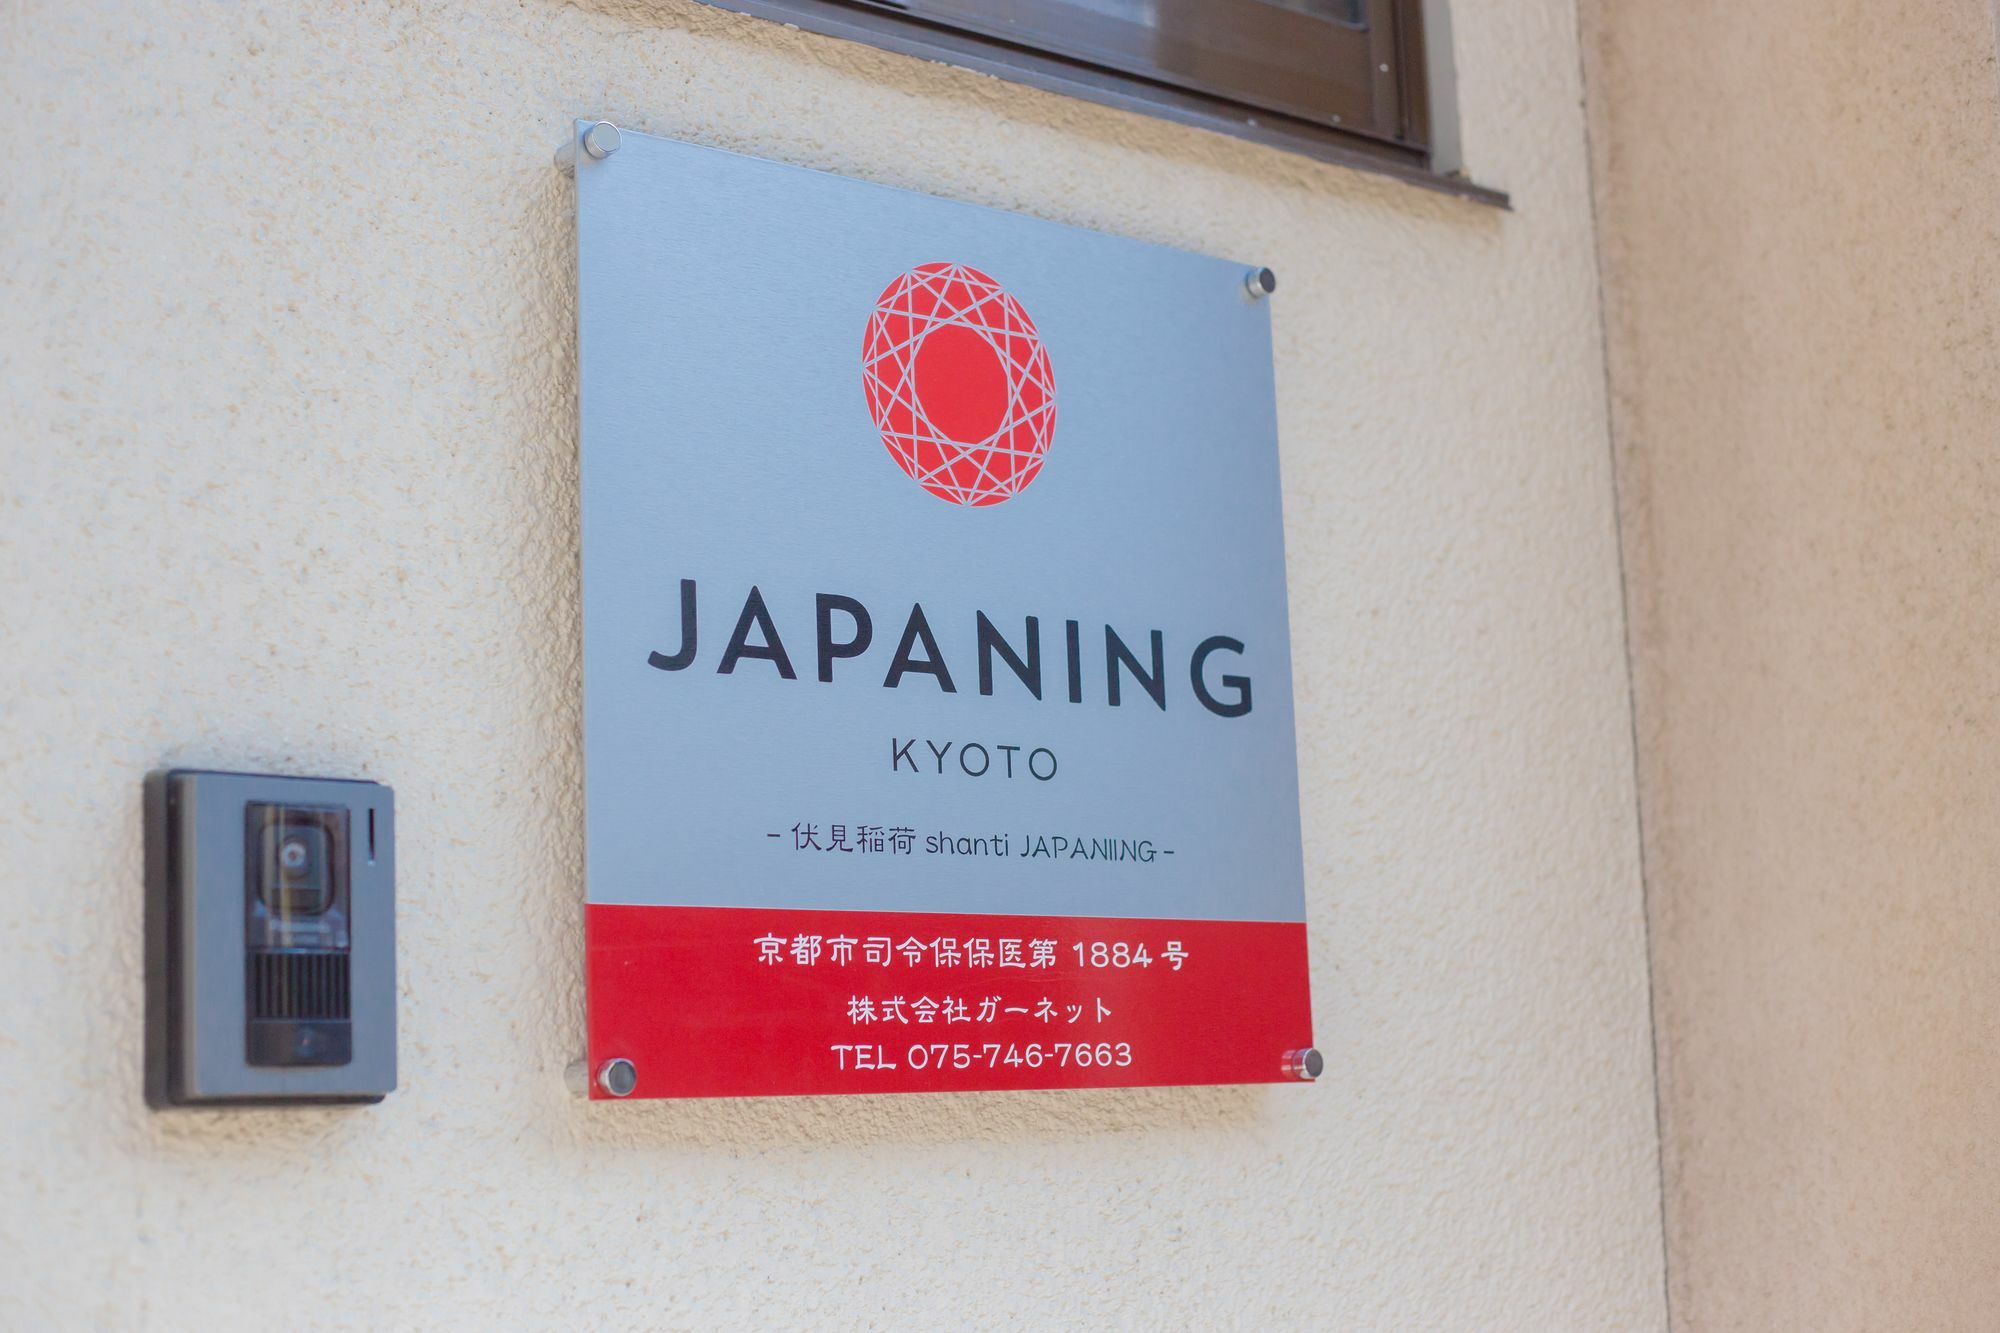 JAPANING
KYOTO
- 伏見稲荷 shanti JAPANIING -
京都市司令保保医第 1884 号
株式会社ガーネット
TEL 075-746-7663